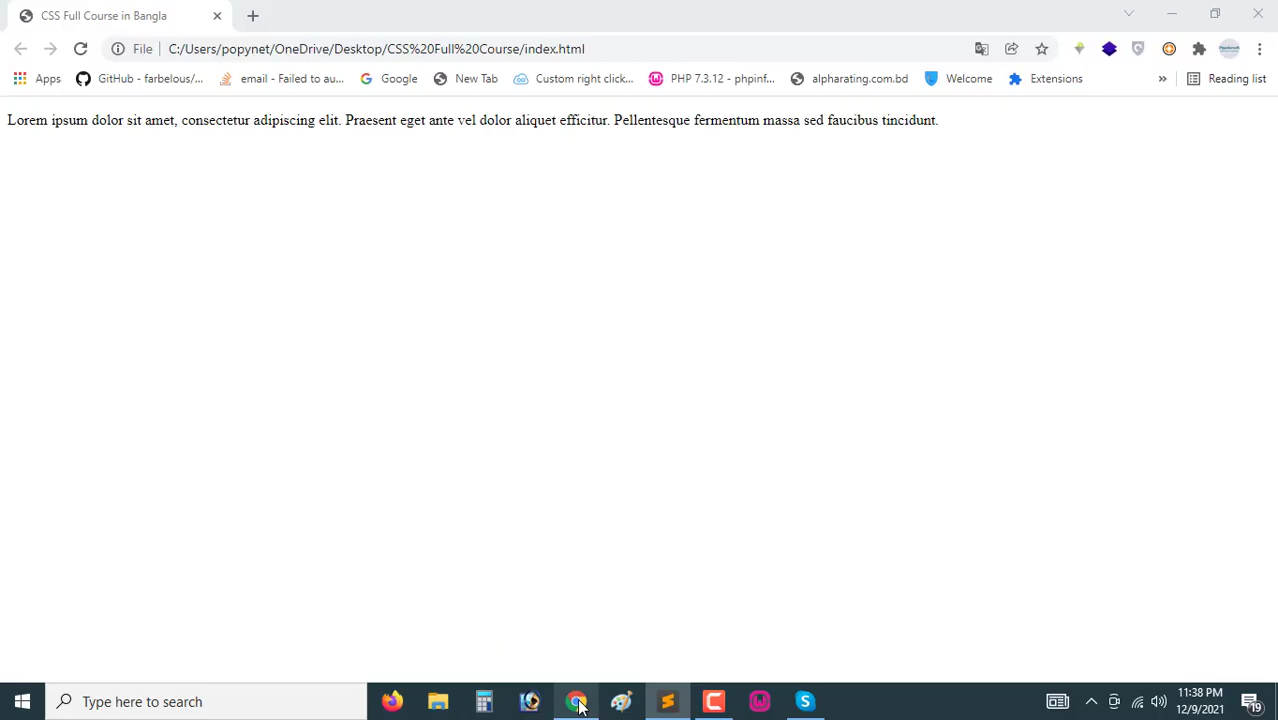 CSS Full Course in Bangla
File
C:/Users/popynet/OneDrive/Desktop/CSS%20Full%20Course/index.html
Apps GitHub - farbelous/... email - Failed to au... Google New Tab Custom right click... PHP 7.3.12 - phpinf... alpharating.com.bd Welcome Extensions » Reading list
Lorem ipsum dolor sit amet, consectetur adipiscing elit. Praesent eget ante vel dolor aliquet efficitur. Pellentesque fermentum massa sed faucibus tincidunt.
Type here to search
11:38 PM
12/9/2021
19